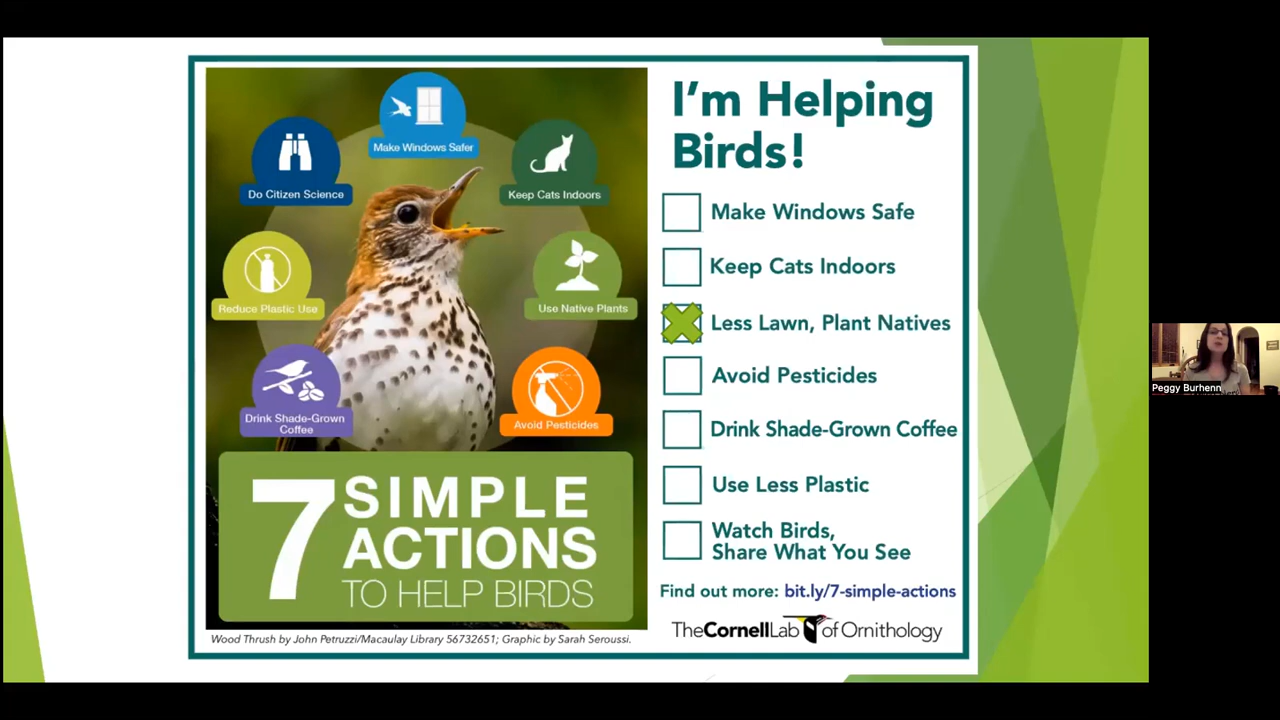 Make Windows Safer
Do Citizen Science
Keep Cats Indoors
Reduce Plastic Use
Use Native Plants
Drink Shade-Grown
Coffee
Avoid Pesticides
7 SIMPLE
ACTIONS
TO HELP BIRDS
Wood Thrush by John Petruzzi/Macaulay Library 56732651; Graphic by Sarah Seroussi.
I'm Helping
Birds!
Make Windows Safe
Keep Cats Indoors
Less Lawn, Plant Natives
Avoid Pesticides
Drink Shade-Grown Coffee
Use Less Plastic
Watch Birds,
Share What You See
Find out more: bit.ly/7-simple-actions
TheCornellLab of Ornithology
Peggy Burhenn